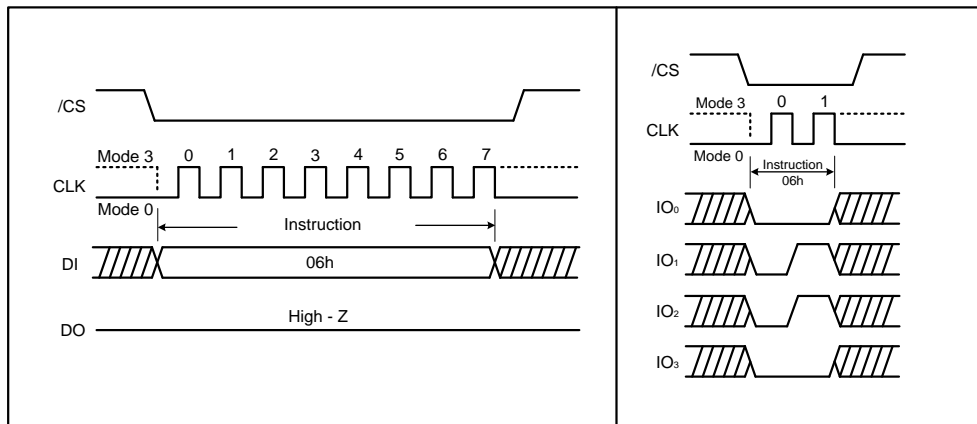 /CS
Mode 3
0 1 2 3 4 5 6 7
CLK
Mode 0
Instruction
DI
06h
High - Z
DO
/CS
Mode 3
0 1
CLK
Mode 0
Instruction
06h
IO₀
IO₁
IO₂
IO₃